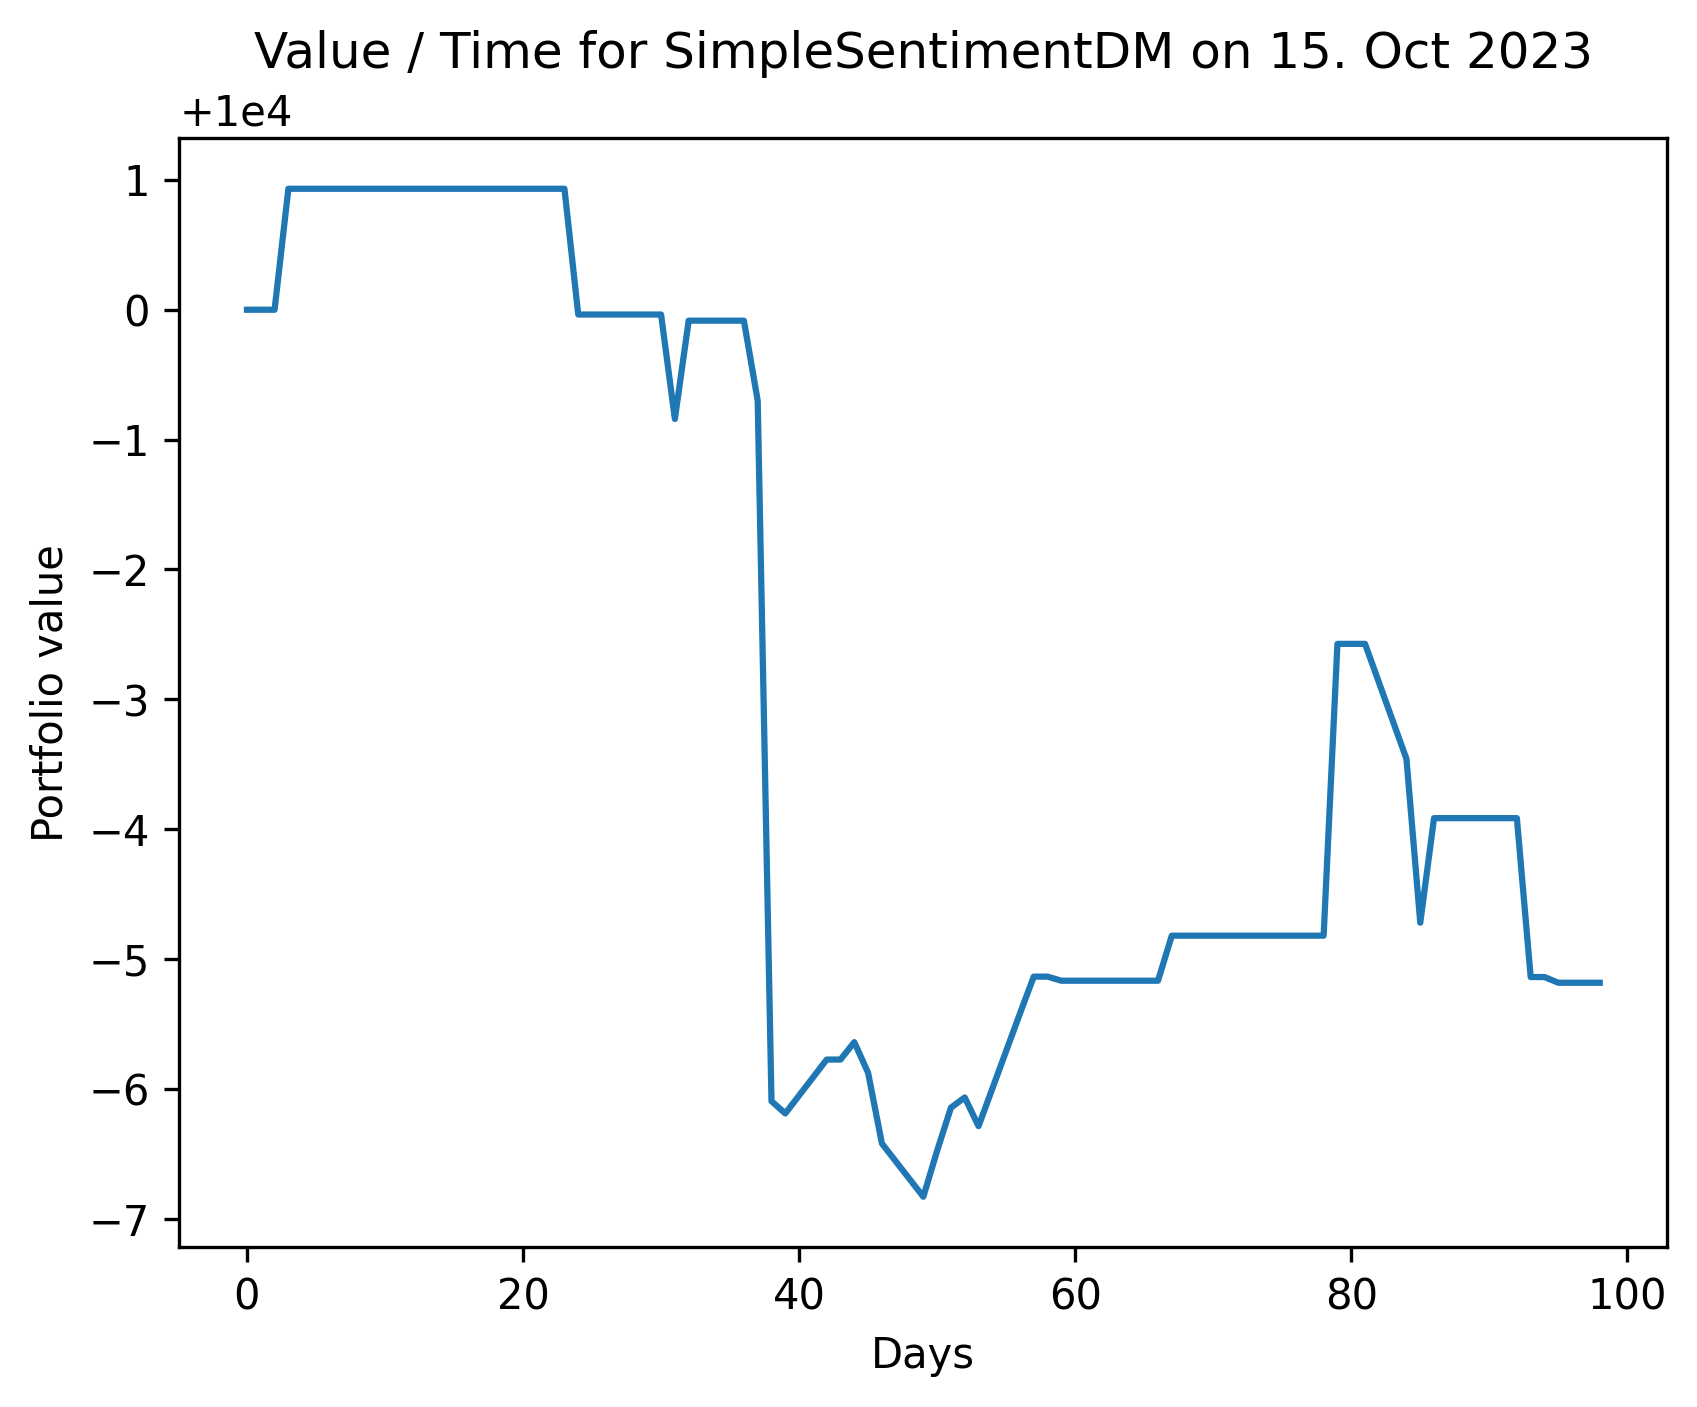 Value / Time for SimpleSentimentDM on 15. Oct 2023
+1e4
1
0
−1
−2
−3
−4
−5
−6
−7
Portfolio value
0 20 40 60 80 100
Days